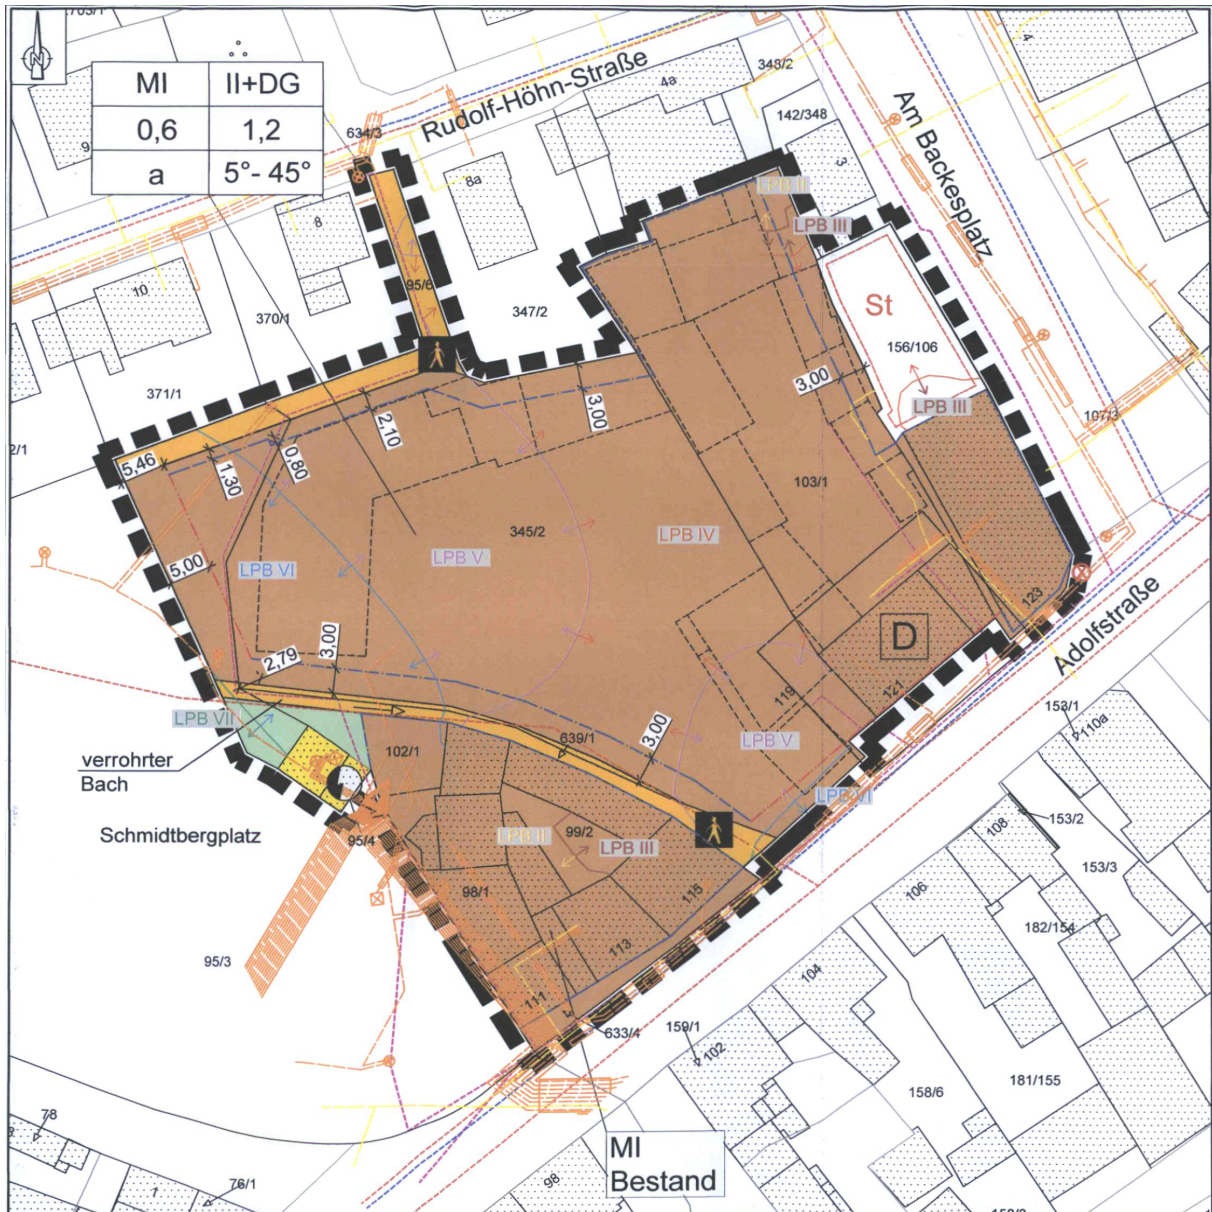 703/1
N
MI II+DG
0,6 1,2
a 5°- 45°
9
634/3
Rudolf-Höhn-Straße
4a
348/2
142/348
3
4
Am Backesplatz
8a
8
10
95/6
370/1
347/2
371/1
2/1
LPB II
LPB III
St
156/106
3,00
LPB III
107/3
5,46
1,30
0,80
2,10
3,00
103/1
345/2
LPB IV
LPB V
LPB VI
5,00
3,00
2,79
D
123
121
119
Adolfstraße
LPB VII
verrohrter
Bach
102/1
639/1
3,00
LPB V
LPB VI
153/1
110a
Schmidtbergplatz
95/4
LPB II
99/2
LPB III
98/1
115
113
111
95/3
153/2
108
153/3
106
182/154
104
633/4
159/1
102
158/6
181/155
78
76/1
1
98
MI
Bestand